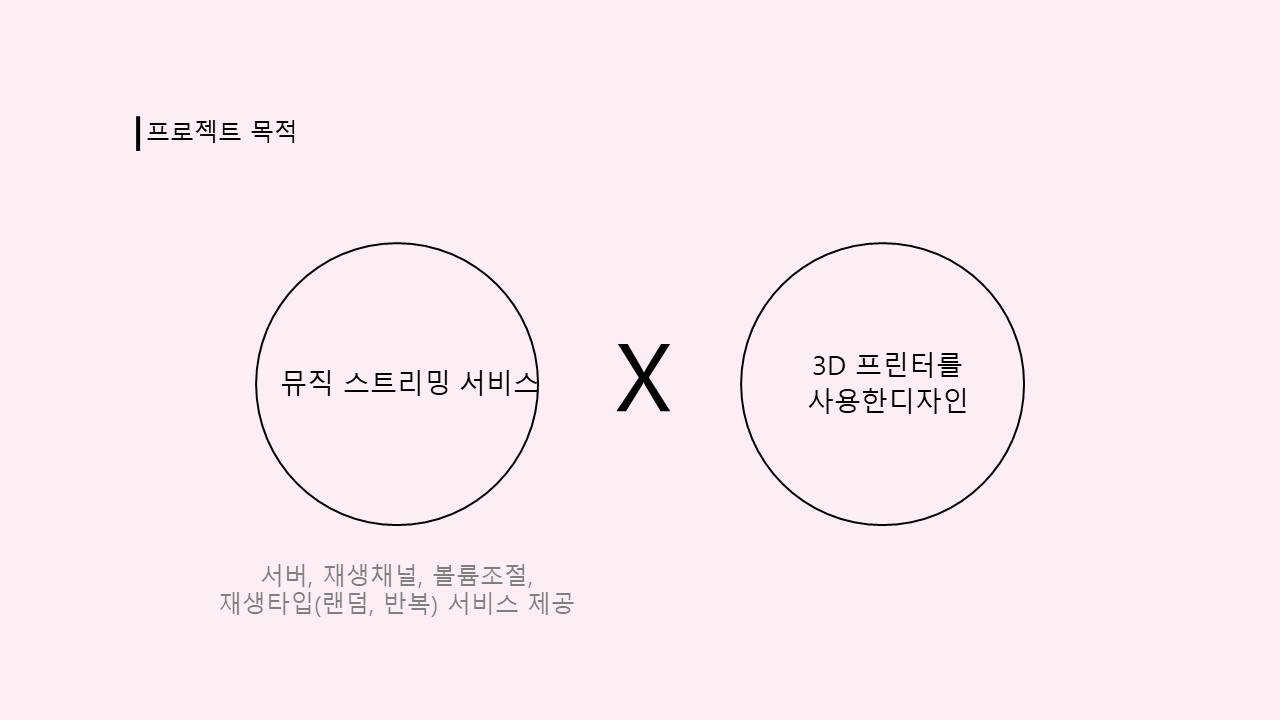 프로젝트 목적
뮤직 스트리밍 서비스
X
3D 프린터를
사용한디자인
서버, 재생채널, 볼륨조절,
재생타입(랜덤, 반복) 서비스 제공